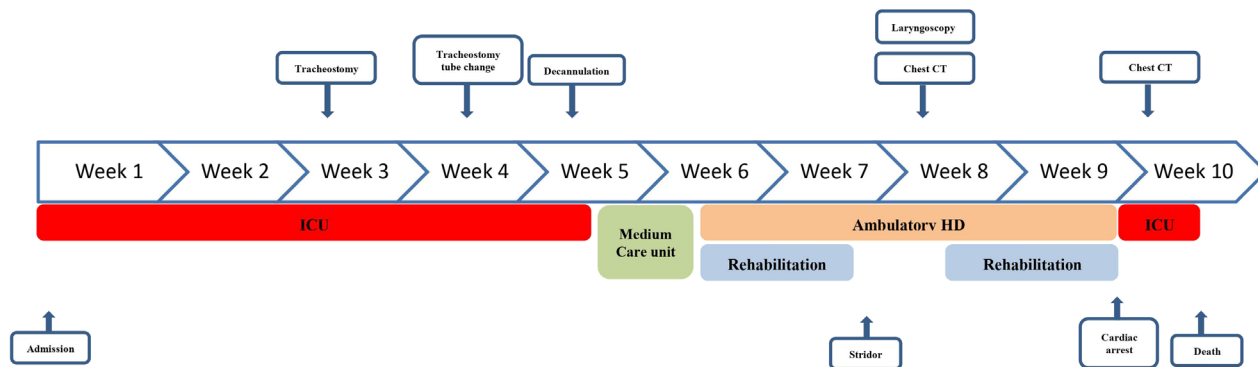 Laryngoscopy
Tracheostomy
Tracheostomy
tube change
Decannulation
Chest CT
Chest CT
Week 1
Week 2
Week 3
Week 4
Week 5
Week 6
Week 7
Week 8
Week 9
Week 10
ICU
Medium
Care unit
Ambulatory HD
ICU
Rehabilitation
Rehabilitation
Admission
Stridor
Cardiac
arrest
Death